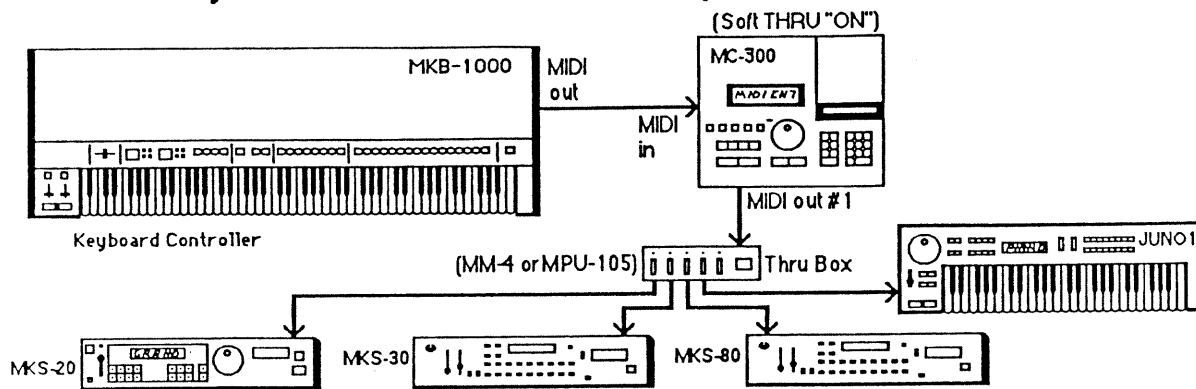 (Soft THRU "ON")
MKB-1000
MIDI
out
MC-300
MIDI
in
MIDI out #1
Keyboard Controller
(MM-4 or MPU-105)
Thru Box
JUNO1
MKS-20
MKS-30
MKS-80